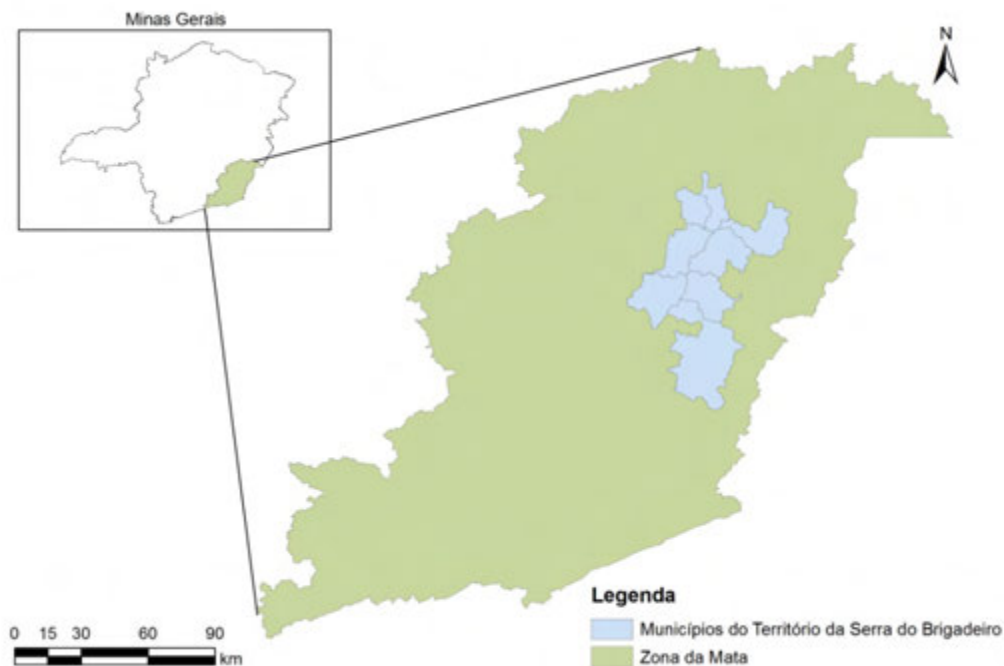 Minas Gerais
N
Legenda
Municípios do Território da Serra do Brigadeiro
Zona da Mata
0 15 30 60 90
km